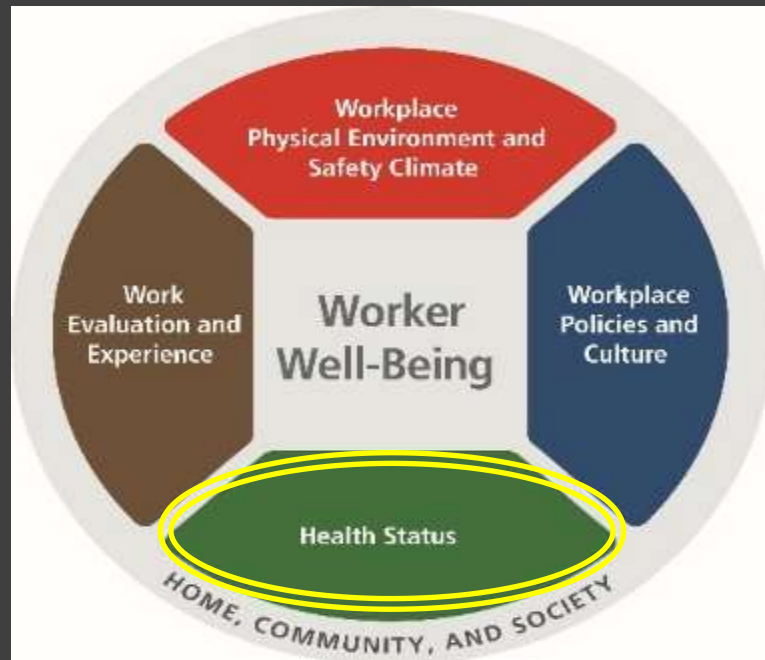 Workplace
Physical Environment and
Safety Climate
Work
Evaluation and
Experience
Worker
Well-Being
Workplace
Policies and
Culture
Health Status
HOME, COMMUNITY, AND SOCIETY